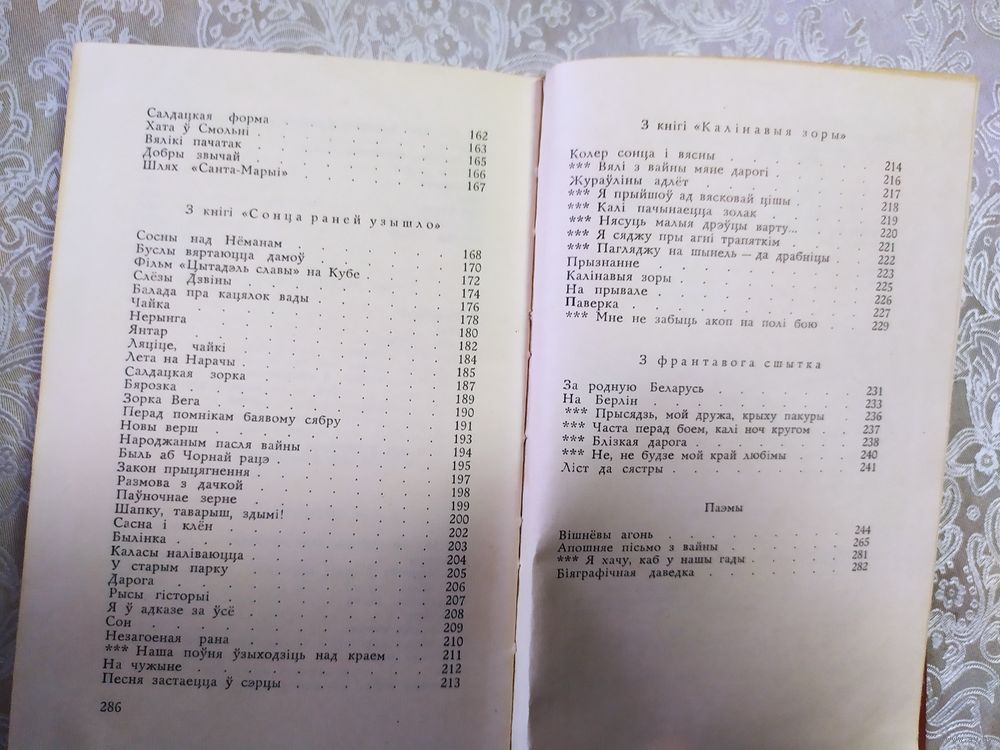 Салдацкая форма 162
Хата ў Смольні 163
Вялікі пачатак 165
Добры звычай 166
Шлях «Санта-Марыі» 167
З кнігі «Сонца раней узышло»
Сосны над Нёманам 168
Буслы вяртаюцца дамоў 170
Фільм «Цытадэль славы» на Кубе 172
Слёзы Дзвіны 174
Балада пра кацялок вады 176
Чайка 178
Нерынга 180
Янтар 182
Ляціце, чайкі 184
Лета на Нарачы 185
Салдацкая зорка 187
Бярозка 189
Зорка Вега 190
Перад помнікам баявому сябру 191
Новы верш 193
Народжаным пасля вайны 194
Быль аб Чорнай рацэ 195
Закон прыцягнення 197
Размова з дачкой 198
Паўночнае зерне 199
Шапку, таварыш, здымі! 200
Сасна і клён 202
Былінка 203
Каласы наліваюцца 204
У старым парку 205
Дарога 206
Рысы гісторыі 207
Я ў адказе за ўсё 208
Сон 209
Незагоеная рана 210
*** Наша поўня ўзыходзіць над краем 211
На чужыне 212
Песня застаецца ў сэрцы 213
286
З кнігі «Калінавыя зоры»
Колер сонца і вясны 214
*** Вялі з вайны мяне дарогі 216
Жураўліны адлёт 217
*** Я прыйшоў ад вясковай цішы 218
*** Калі пачынаецца золак 219
*** Нясуць малыя дрэўцы варту... 220
*** Я сяджу пры агні трапяткім 221
*** Пагляджу на шынель — да драбніцы 222
Прызнанне 223
Калінавыя зоры 225
На прывале 226
Паверка 227
*** Мне не забыць акоп на полі бою 229
З франтавога сшытка
За родную Беларусь 231
На Берлін 233
*** Прысядзь, мой дружа, крыху пакуры 236
*** Часта перад боем, калі ноч кругом 237
*** Блізкая дарога 238
*** Не, не будзе мой край любімы 240
Ліст да сястры 241
Паэмы
Вішнёвы агонь 244
Апошняе пісьмо з вайны 265
*** Я хачу, каб у нашы гады 281
Біяграфічная даведка 282